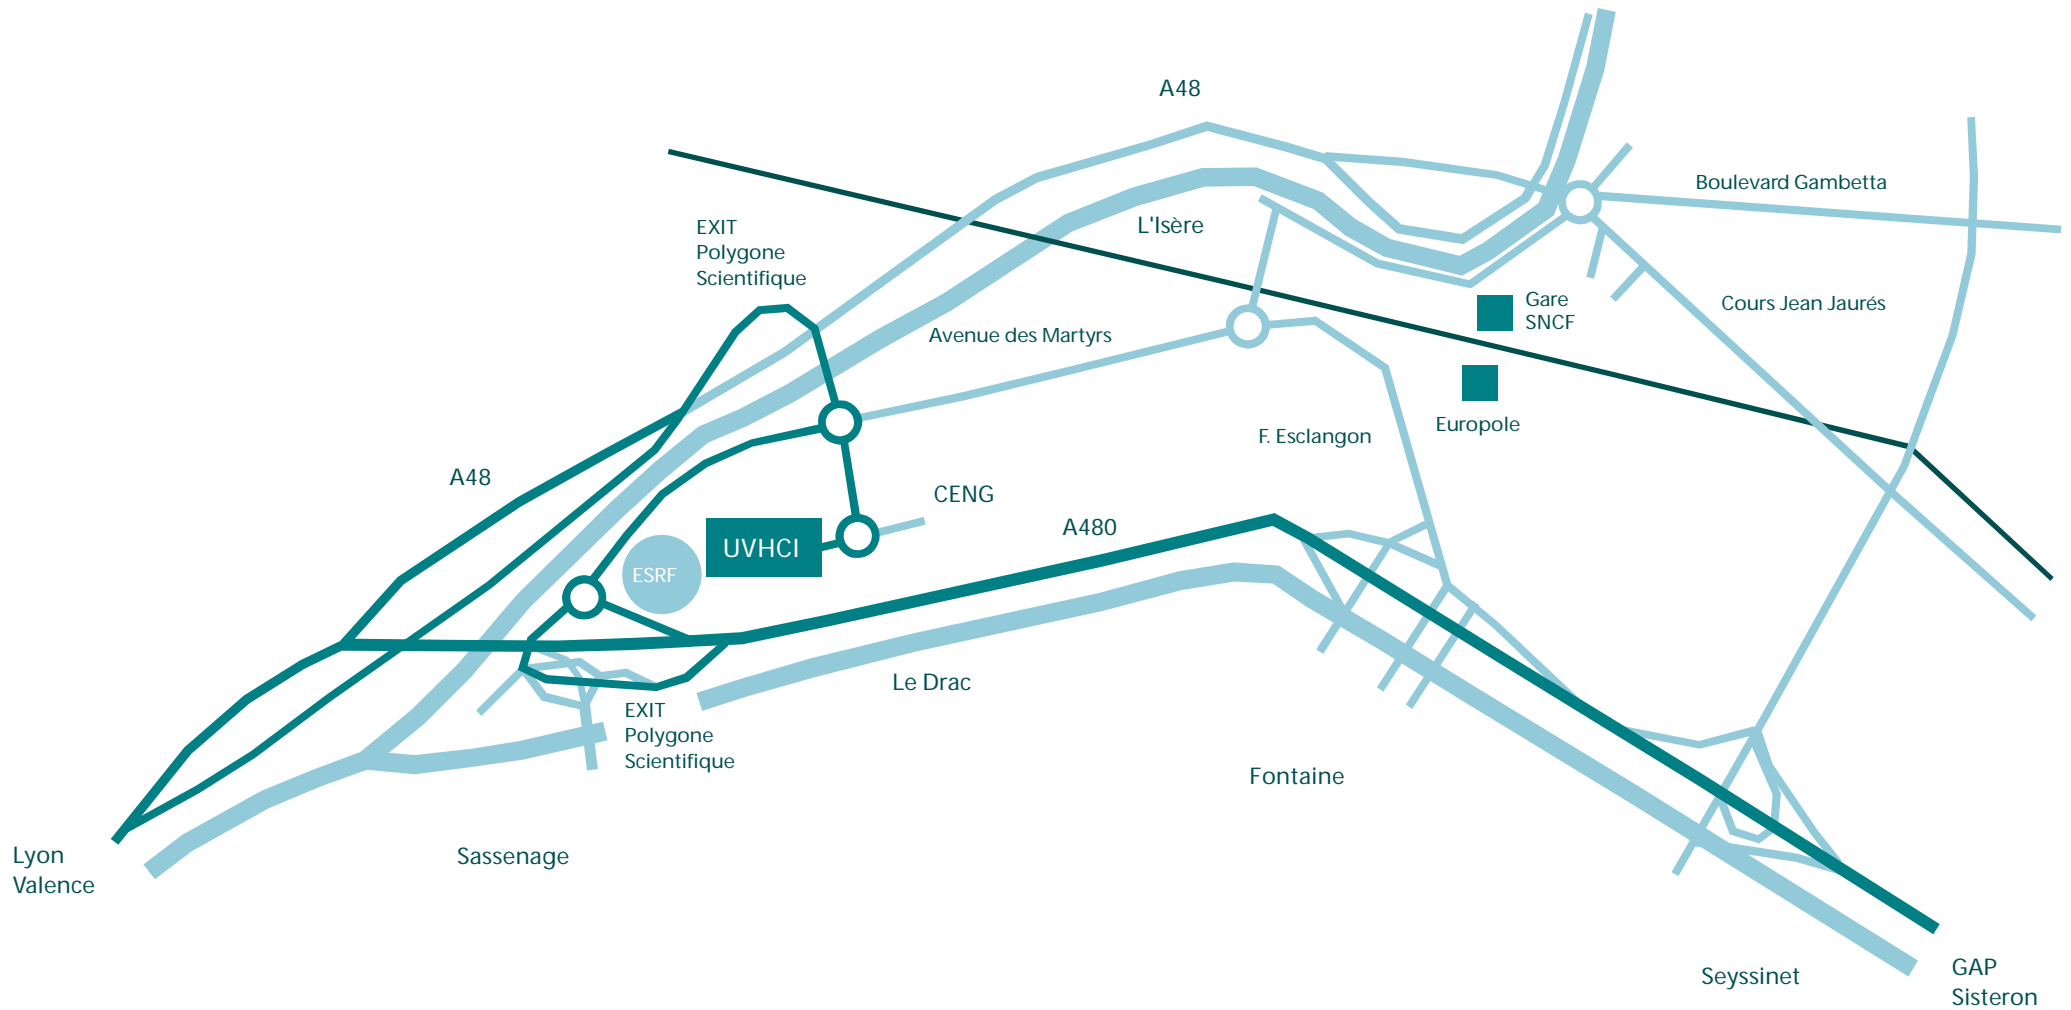 A48
Boulevard Gambetta
EXIT
Polygone
Scientifique
L'Isère
Gare
SNCF
Cours Jean Jaurés
Avenue des Martyrs
Europole
F. Esclangon
A48
CENG
A480
UVHCI
ESRF
Le Drac
EXIT
Polygone
Scientifique
Fontaine
Lyon
Valence
Sassenage
Seyssinet
GAP
Sisteron